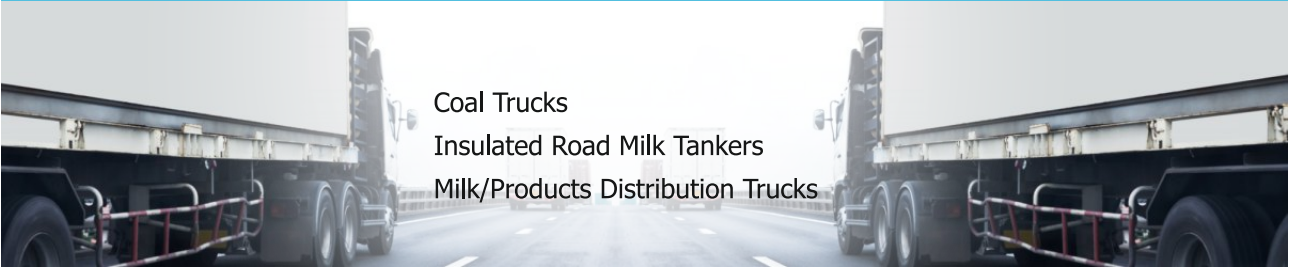 Coal Trucks
Insulated Road Milk Tankers
Milk/Products Distribution Trucks